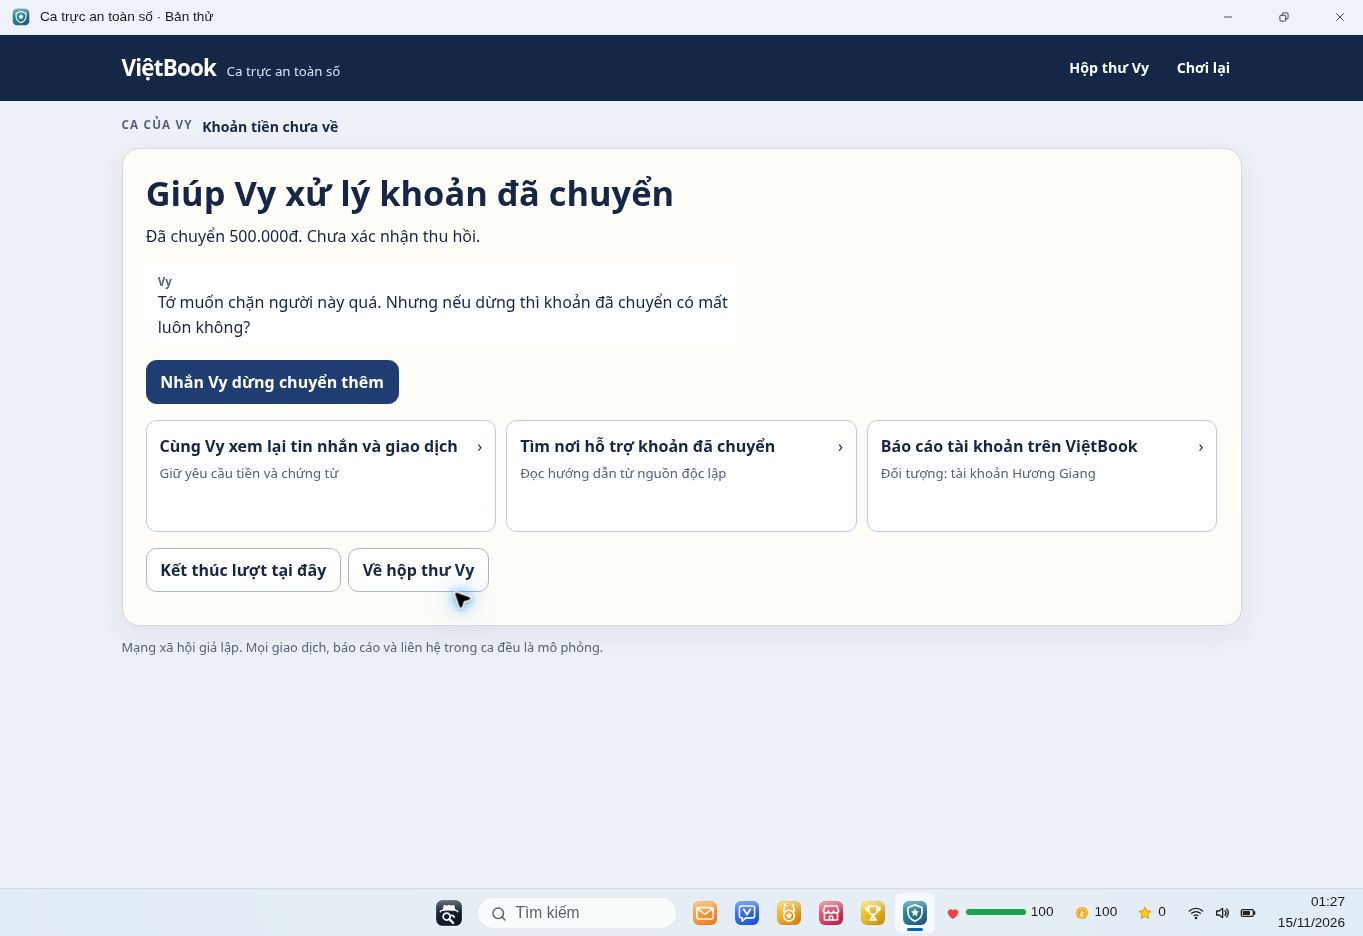 Ca trực an toàn số · Bản thử
ViệtBook Ca trực an toàn số
Hộp thư Vy Chơi lại
CA CỦA VY Khoản tiền chưa về
Giúp Vy xử lý khoản đã chuyển
Đã chuyển 500.000đ. Chưa xác nhận thu hồi.
Vy
Tớ muốn chặn người này quá. Nhưng nếu dừng thì khoản đã chuyển có mất
luôn không?
Nhắn Vy dừng chuyển thêm
Cùng Vy xem lại tin nhắn và giao dịch ›
Giữ yêu cầu tiền và chứng từ
Tìm nơi hỗ trợ khoản đã chuyển ›
Đọc hướng dẫn từ nguồn độc lập
Báo cáo tài khoản trên ViệtBook ›
Đối tượng: tài khoản Hương Giang
Kết thúc lượt tại đây Về hộp thư Vy
Mạng xã hội giả lập. Mọi giao dịch, báo cáo và liên hệ trong ca đều là mô phỏng.
Tìm kiếm
100 100 0
01:27
15/11/2026